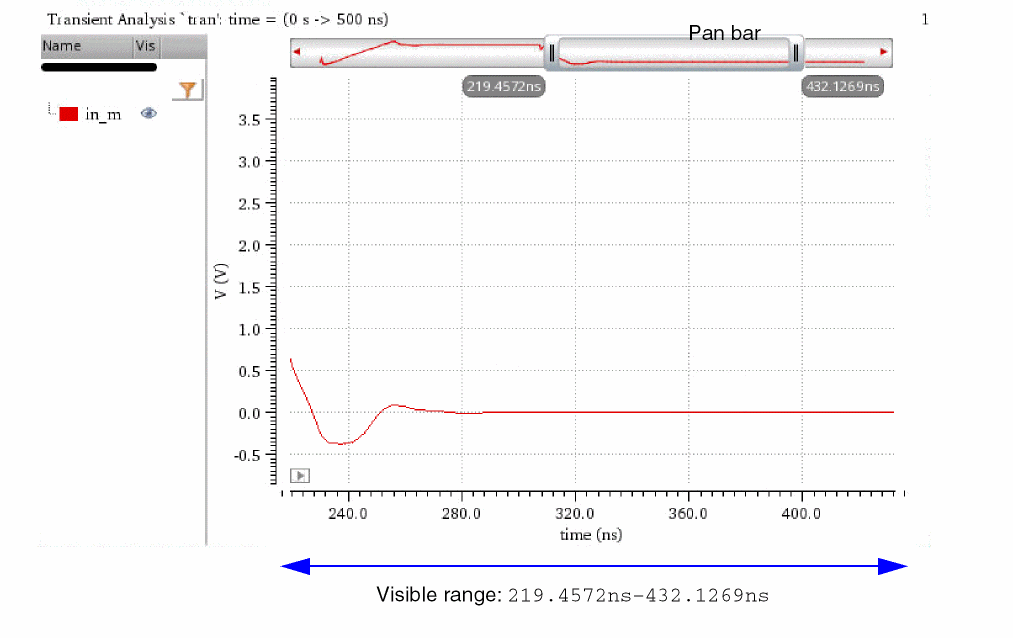 Transient Analysis `tran': time = (0 s -> 500 ns)
1
Name Vis
Pan bar
219.4572ns
432.1269ns
in_m
3.5
3.0
2.5
2.0
1.5
1.0
0.5
0.0
-0.5
V (V)
240.0 280.0 320.0 360.0 400.0
time (ns)
Visible range: 219.4572ns-432.1269ns